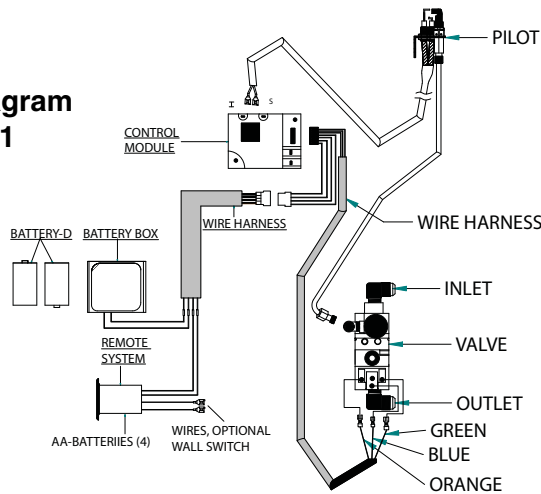 PILOT
agram
1
I
S
CONTROL
MODULE
WIRE HARNESS
WIRE HARNESS
BATTERY-D
BATTERY BOX
INLET
VALVE
REMOTE
SYSTEM
OUTLET
GREEN
BLUE
ORANGE
AA-BATTERIIES (4)
WIRES, OPTIONAL
WALL SWITCH